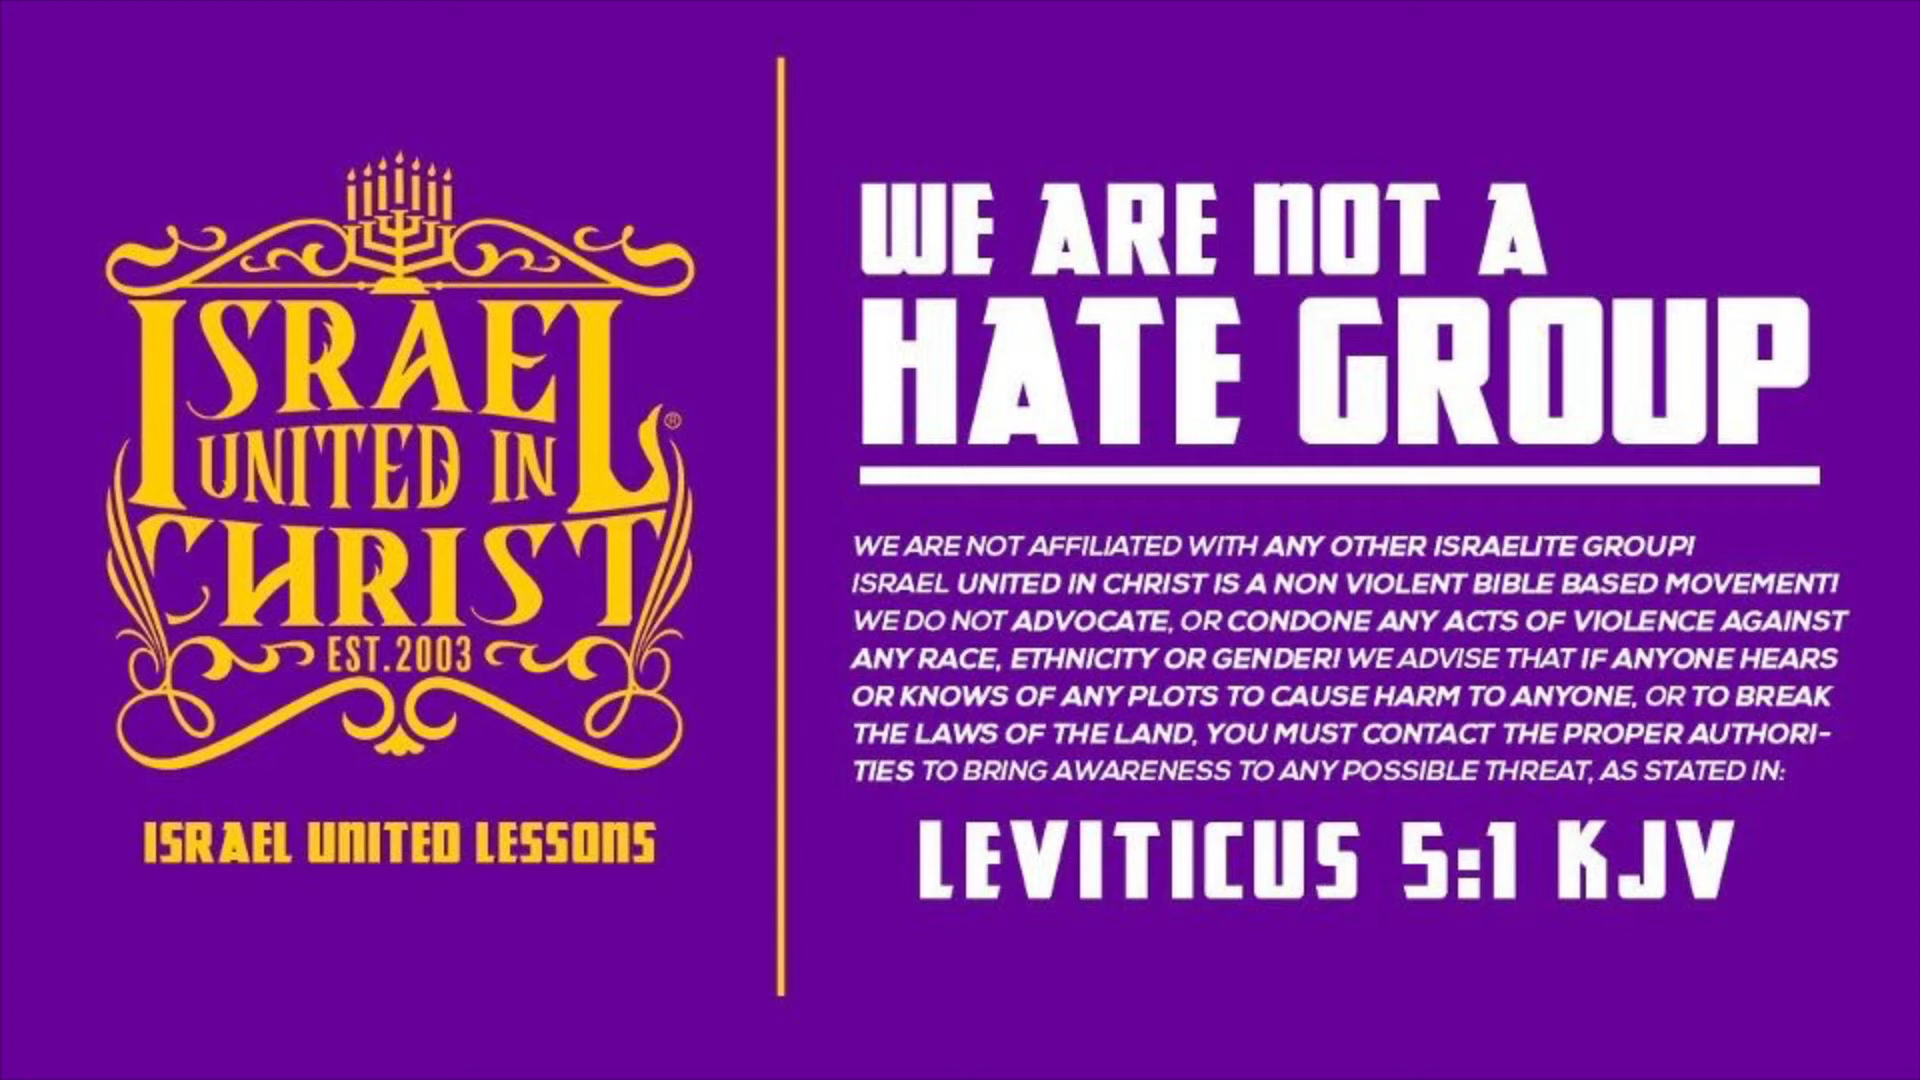 ISRAEL
UNITED IN
CHRIST
®
EST.2003
ISRAEL UNITED LESSONS
WE ARE NOT A
HATE GROUP
WE ARE NOT AFFILIATED WITH ANY OTHER ISRAELITE GROUP!
ISRAEL UNITED IN CHRIST IS A NON VIOLENT BIBLE BASED MOVEMENT!
WE DO NOT ADVOCATE, OR CONDONE ANY ACTS OF VIOLENCE AGAINST
ANY RACE, ETHNICITY OR GENDER! WE ADVISE THAT IF ANYONE HEARS
OR KNOWS OF ANY PLOTS TO CAUSE HARM TO ANYONE, OR TO BREAK
THE LAWS OF THE LAND, YOU MUST CONTACT THE PROPER AUTHORI-
TIES TO BRING AWARENESS TO ANY POSSIBLE THREAT, AS STATED IN:
LEVITICUS 5:1 KJV